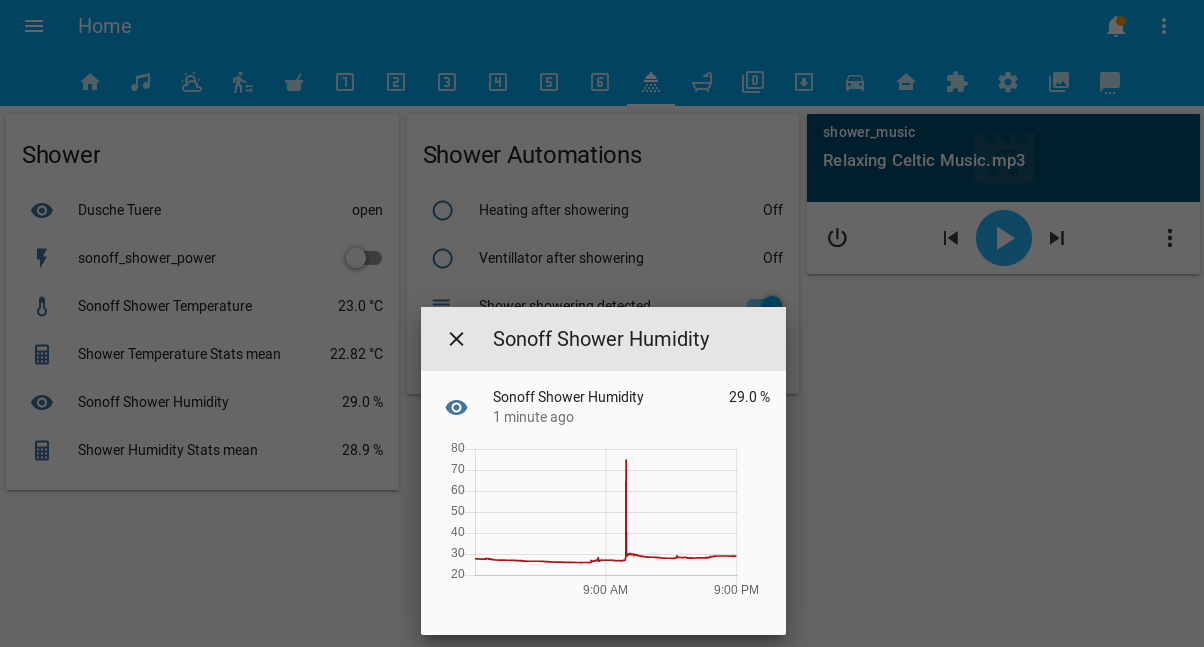 Home
1
2
3
4
5
6
0
Shower
Dusche Tuere open
sonoff_shower_power
Sonoff Shower Temperature 23.0 °C
Shower Temperature Stats mean 22.82 °C
Sonoff Shower Humidity 29.0 %
Shower Humidity Stats mean 28.9 %
Shower Automations
Heating after showering Off
Ventillator after showering Off
Shower showering detected
shower_music
Relaxing Celtic Music.mp3
Sonoff Shower Humidity
Sonoff Shower Humidity 29.0 %
1 minute ago
80
70
60
50
40
30
20
9:00 AM 9:00 PM